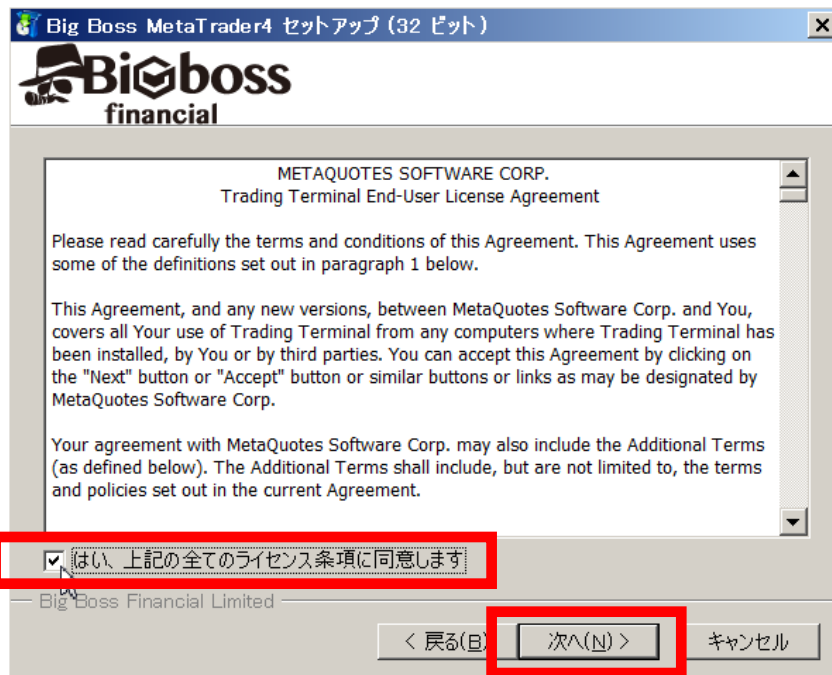 Big Boss MetaTrader4 セットアップ (32 ビット)
Bigboss
financial
METAQUOTES SOFTWARE CORP.
Trading Terminal End-User License Agreement
Please read carefully the terms and conditions of this Agreement. This Agreement uses
some of the definitions set out in paragraph 1 below.
This Agreement, and any new versions, between MetaQuotes Software Corp. and You,
covers all Your use of Trading Terminal from any computers where Trading Terminal has
been installed, by You or by third parties. You can accept this Agreement by clicking on
the "Next" button or "Accept" button or similar buttons or links as may be designated by
MetaQuotes Software Corp.
Your agreement with MetaQuotes Software Corp. may also include the Additional Terms
(as defined below). The Additional Terms shall include, but are not limited to, the terms
and policies set out in the current Agreement.
はい、上記の全てのライセンス条項に同意します
Big Boss Financial Limited
< 戻る(B)
次へ(N) >
キャンセル